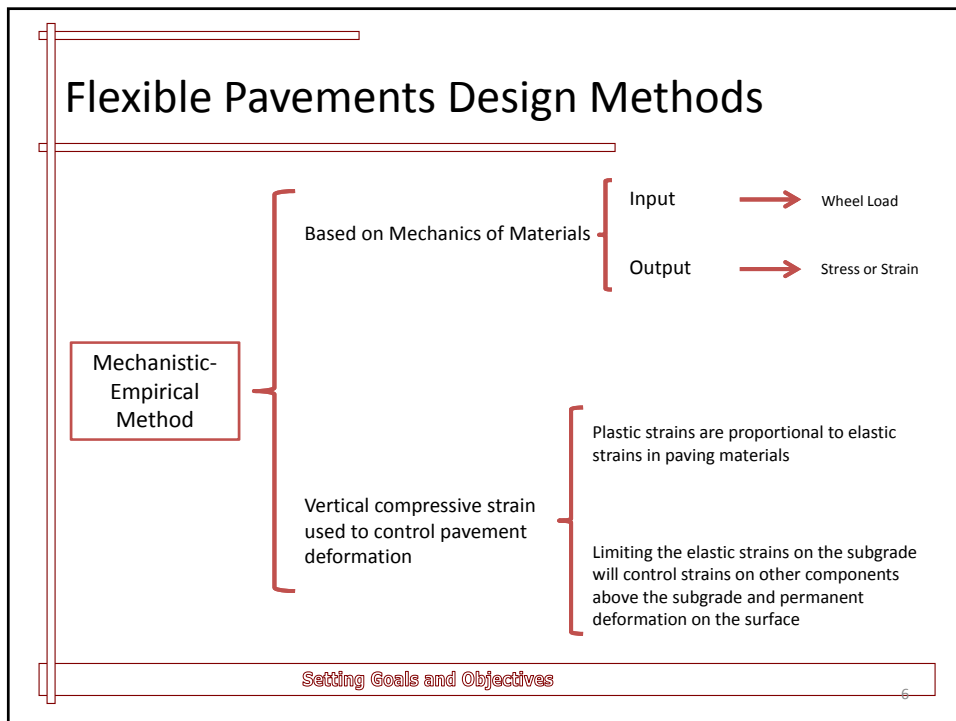 Flexible Pavements Design Methods
Input
Wheel Load
Based on Mechanics of Materials
Output
Stress or Strain
Mechanistic-
Empirical
Method
Plastic strains are proportional to elastic
strains in paving materials
Vertical compressive strain
used to control pavement
deformation
Limiting the elastic strains on the subgrade
will control strains on other components
above the subgrade and permanent
deformation on the surface
Setting Goals and Objectives
6